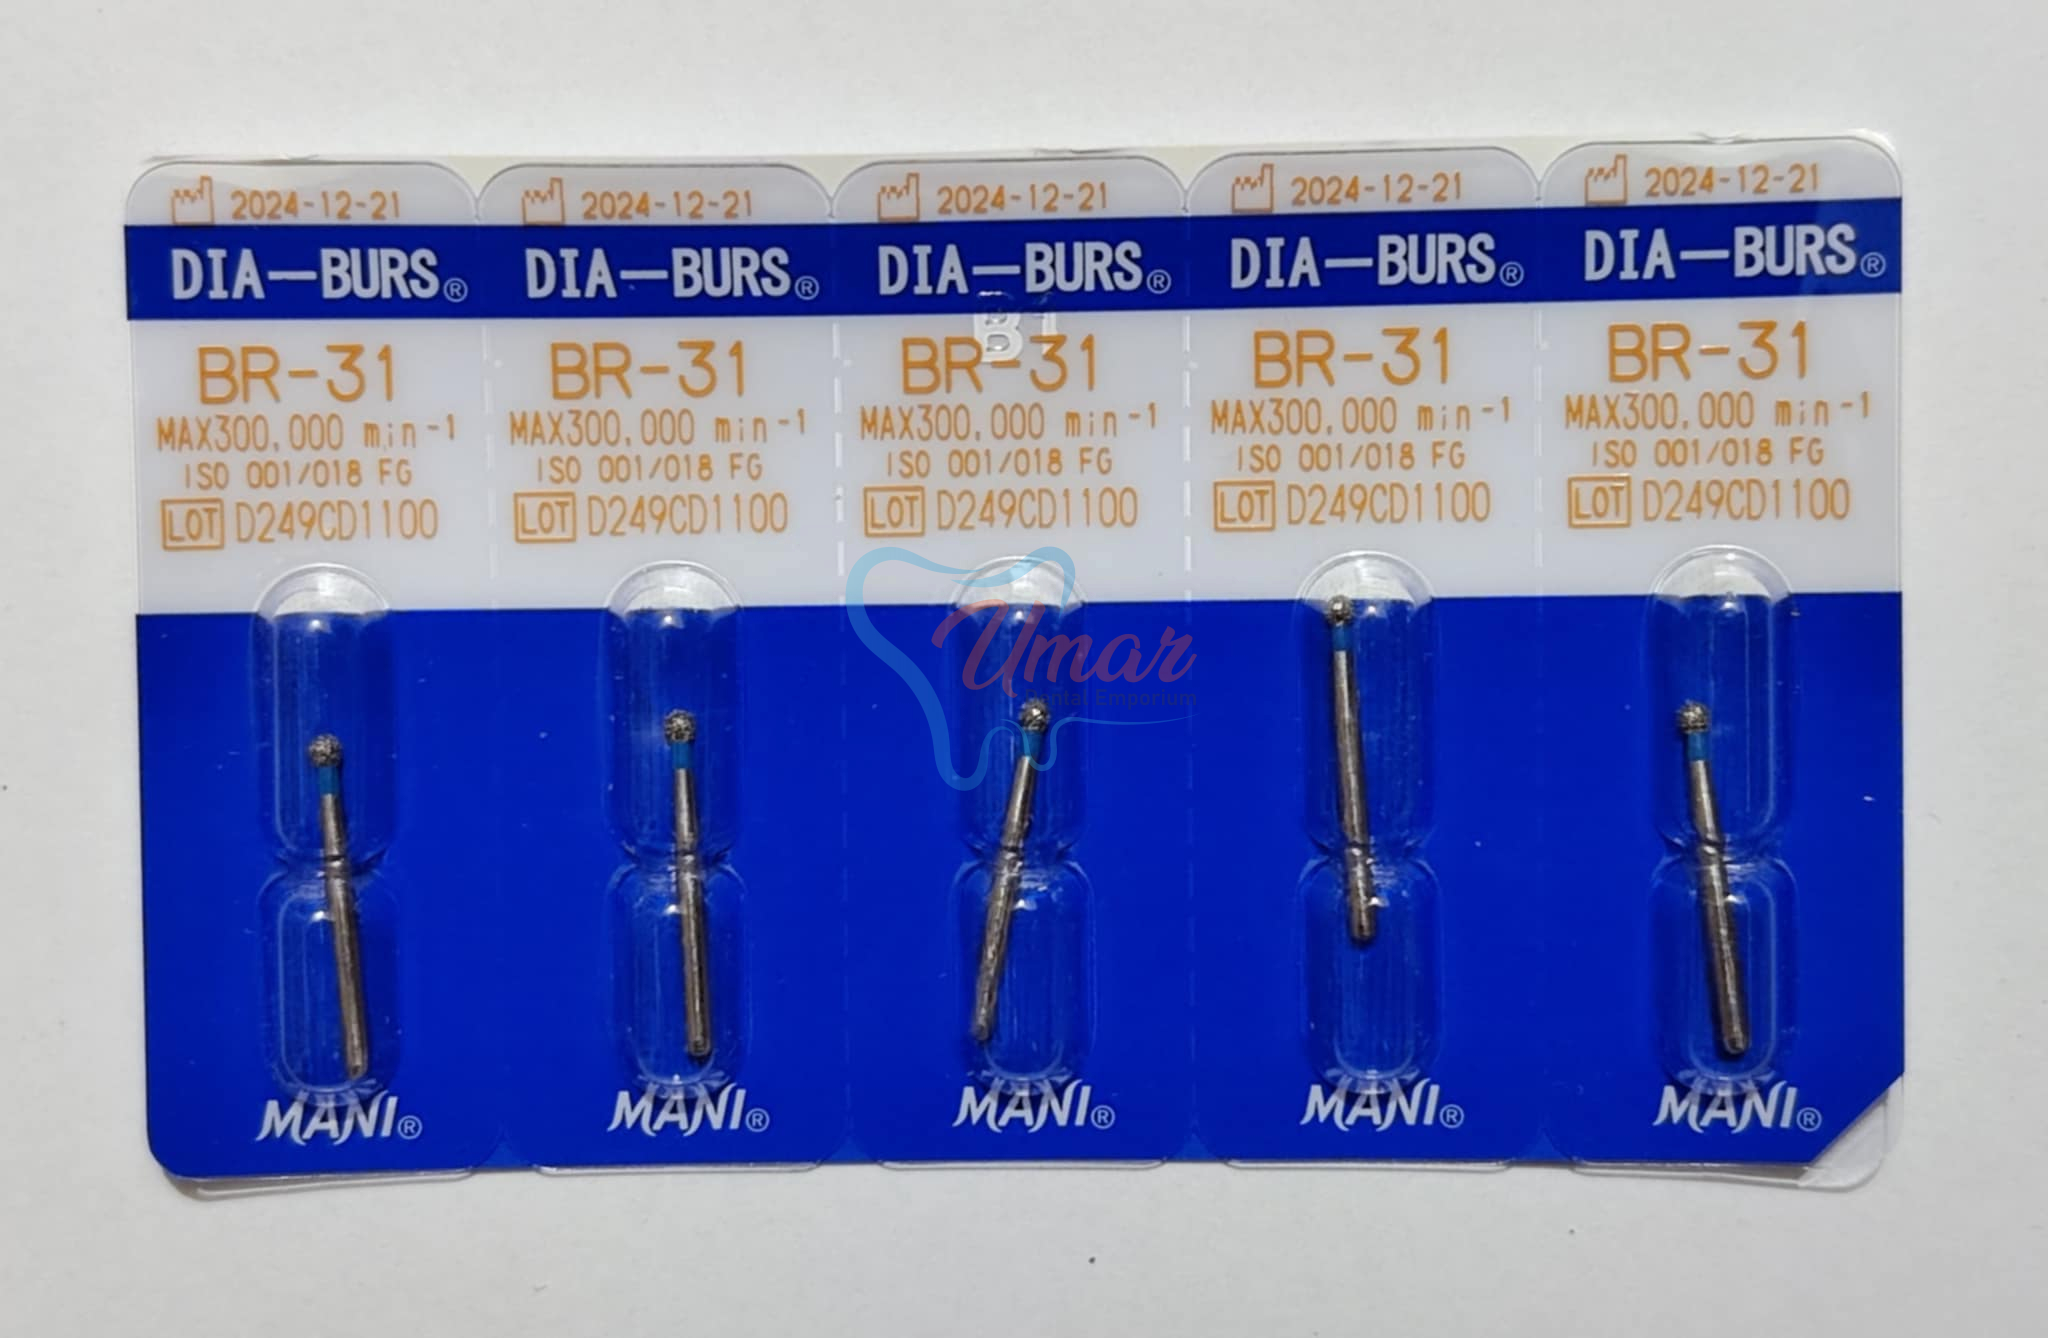 2024-12-21
DIA-BURS®
BR-31
MAX300,000 min-1
ISO 001/018 FG
LOT D249CD1100
MANI®
2024-12-21
DIA-BURS®
BR-31
MAX300,000 min-1
ISO 001/018 FG
LOT D249CD1100
MANI®
2024-12-21
DIA-BURS®
B1
BR-31
MAX300,000 min-1
ISO 001/018 FG
LOT D249CD1100
Umar
Dental Emporium
MANI®
2024-12-21
DIA-BURS®
BR-31
MAX300,000 min-1
ISO 001/018 FG
LOT D249CD1100
MANI®
2024-12-21
DIA-BURS®
BR-31
MAX300,000 min-1
ISO 001/018 FG
LOT D249CD1100
MANI®